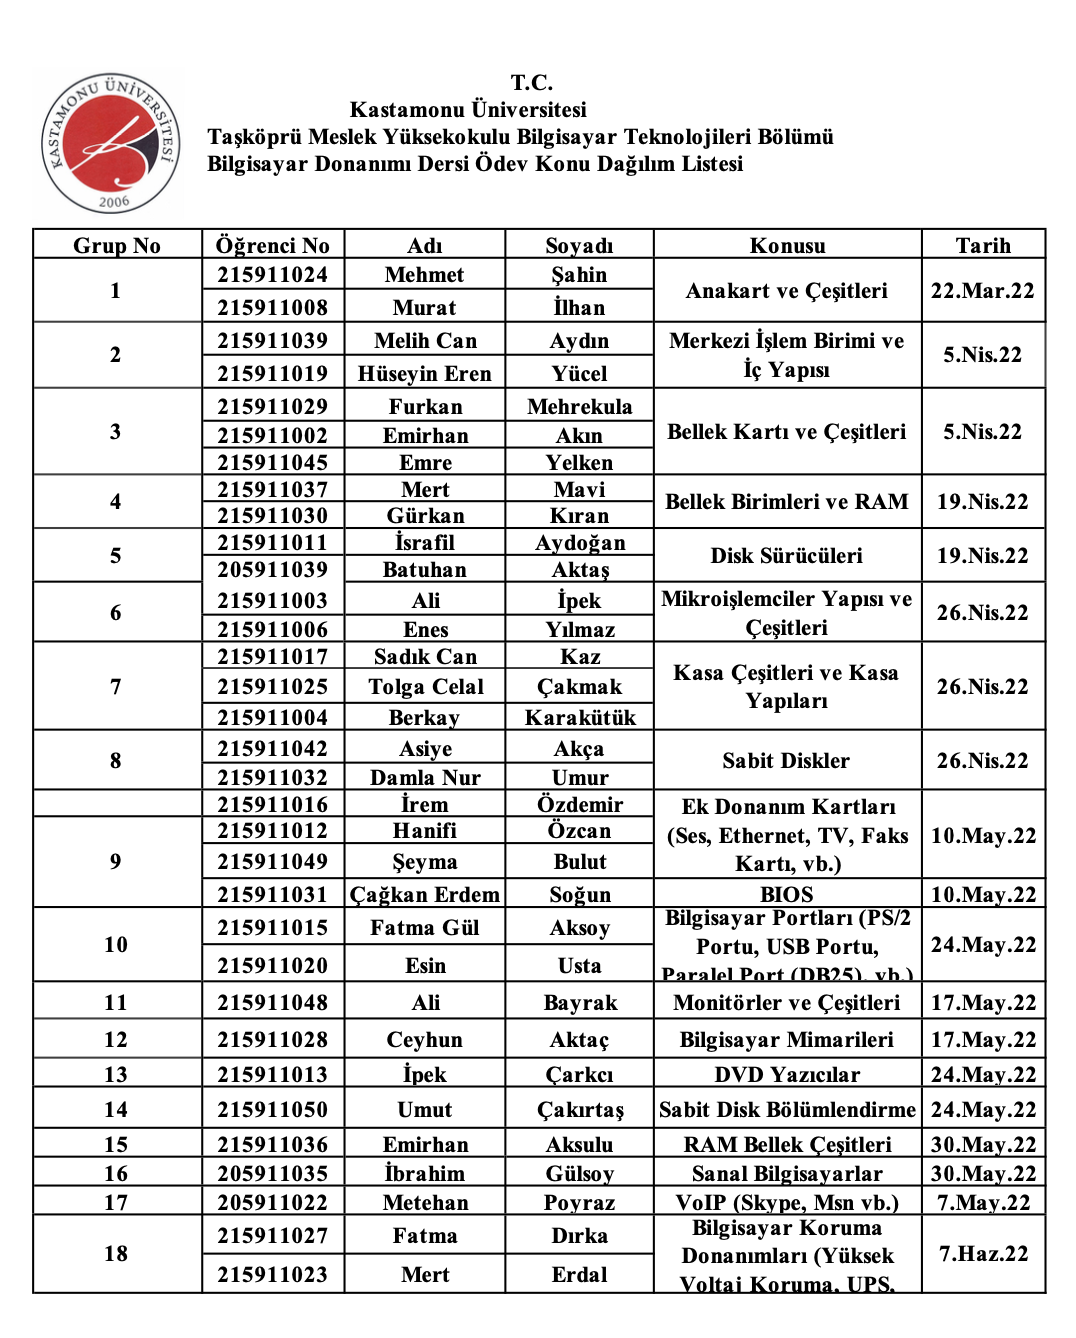 KASTAMONU ÜNİVERSİTESİ
2006
T.C.
Kastamonu Üniversitesi
Taşköprü Meslek Yüksekokulu Bilgisayar Teknolojileri Bölümü
Bilgisayar Donanımı Dersi Ödev Konu Dağılım Listesi
Grup No Öğrenci No Adı Soyadı Konusu Tarih
1 215911024 Mehmet Şahin Anakart ve Çeşitleri 22.Mar.22
215911008 Murat İlhan
2 215911039 Melih Can Aydın Merkezi İşlem Birimi ve 5.Nis.22
215911019 Hüseyin Eren Yücel İç Yapısı
215911029 Furkan Mehrekula
3 215911002 Emirhan Akın Bellek Kartı ve Çeşitleri 5.Nis.22
215911045 Emre Yelken
4 215911037 Mert Mavi Bellek Birimleri ve RAM 19.Nis.22
215911030 Gürkan Kıran
5 215911011 İsrafil Aydoğan Disk Sürücüleri 19.Nis.22
205911039 Batuhan Aktaş
6 215911003 Ali İpek Mikroişlemciler Yapısı ve 26.Nis.22
215911006 Enes Yılmaz Çeşitleri
215911017 Sadık Can Kaz Kasa Çeşitleri ve Kasa
7 215911025 Tolga Celal Çakmak Yapıları 26.Nis.22
215911004 Berkay Karakütük
8 215911042 Asiye Akça Sabit Diskler 26.Nis.22
215911032 Damla Nur Umur
215911016 İrem Özdemir Ek Donanım Kartları
215911012 Hanifi Özcan (Ses, Ethernet, TV, Faks 10.May.22
9 215911049 Şeyma Bulut Kartı, vb.)
215911031 Çağkan Erdem Soğun BIOS 10.May.22
215911015 Fatma Gül Aksoy Bilgisayar Portları (PS/2
10 Portu, USB Portu, 24.May.22
215911020 Esin Usta Paralel Port (DB25), vb.)
11 215911048 Ali Bayrak Monitörler ve Çeşitleri 17.May.22
12 215911028 Ceyhun Aktaç Bilgisayar Mimarileri 17.May.22
13 215911013 İpek Çarkcı DVD Yazıcılar 24.May.22
14 215911050 Umut Çakırtaş Sabit Disk Bölümlendirme 24.May.22
15 215911036 Emirhan Aksulu RAM Bellek Çeşitleri 30.May.22
16 205911035 İbrahim Gülsoy Sanal Bilgisayarlar 30.May.22
17 205911022 Metehan Poyraz VoIP (Skype, Msn vb.) 7.May.22
215911027 Fatma Dırka Bilgisayar Koruma
18 Donanımları (Yüksek 7.Haz.22
215911023 Mert Erdal Voltaj Koruma, UPS,